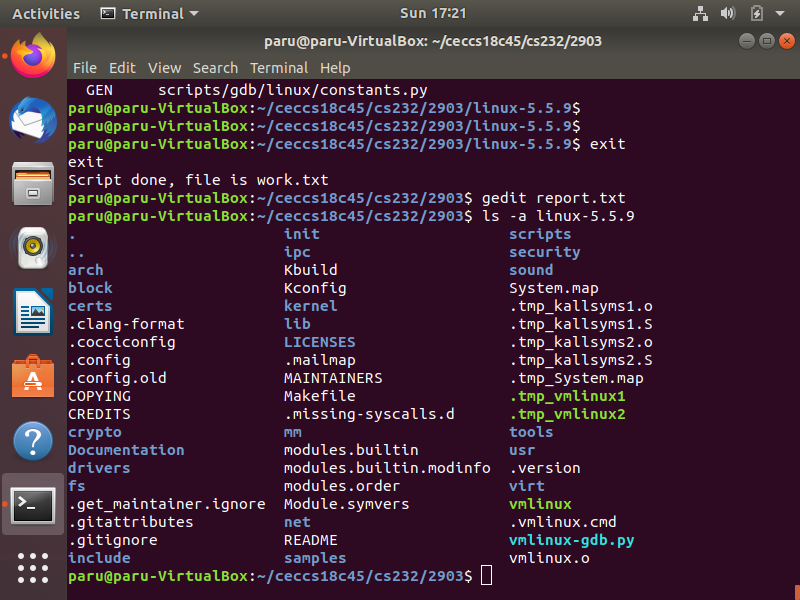 Activities Terminal Sun 17:21
paru@paru-VirtualBox: ~/ceccs18c45/cs232/2903
File Edit View Search Terminal Help
  GEN     scripts/gdb/linux/constants.py
paru@paru-VirtualBox:~/ceccs18c45/cs232/2903/linux-5.5.9$
paru@paru-VirtualBox:~/ceccs18c45/cs232/2903/linux-5.5.9$
paru@paru-VirtualBox:~/ceccs18c45/cs232/2903/linux-5.5.9$ exit
exit
Script done, file is work.txt
paru@paru-VirtualBox:~/ceccs18c45/cs232/2903$ gedit report.txt
paru@paru-VirtualBox:~/ceccs18c45/cs232/2903$ ls -a linux-5.5.9
.                       init                     scripts
..                      ipc                      security
arch                    Kbuild                   sound
block                   Kconfig                  System.map
certs                   kernel                   .tmp_kallsyms1.o
.clang-format           lib                      .tmp_kallsyms1.S
.cocciconfig            LICENSES                 .tmp_kallsyms2.o
.config                 .mailmap                 .tmp_kallsyms2.S
.config.old             MAINTAINERS              .tmp_System.map
COPYING                 Makefile                 .tmp_vmlinux1
CREDITS                 .missing-syscalls.d      .tmp_vmlinux2
crypto                  mm                       tools
Documentation           modules.builtin          usr
drivers                 modules.builtin.modinfo  .version
fs                      modules.order            virt
.get_maintainer.ignore  Module.symvers           vmlinux
.gitattributes          net                      .vmlinux.cmd
.gitignore              README                   vmlinux-gdb.py
include                 samples                  vmlinux.o
paru@paru-VirtualBox:~/ceccs18c45/cs232/2903$